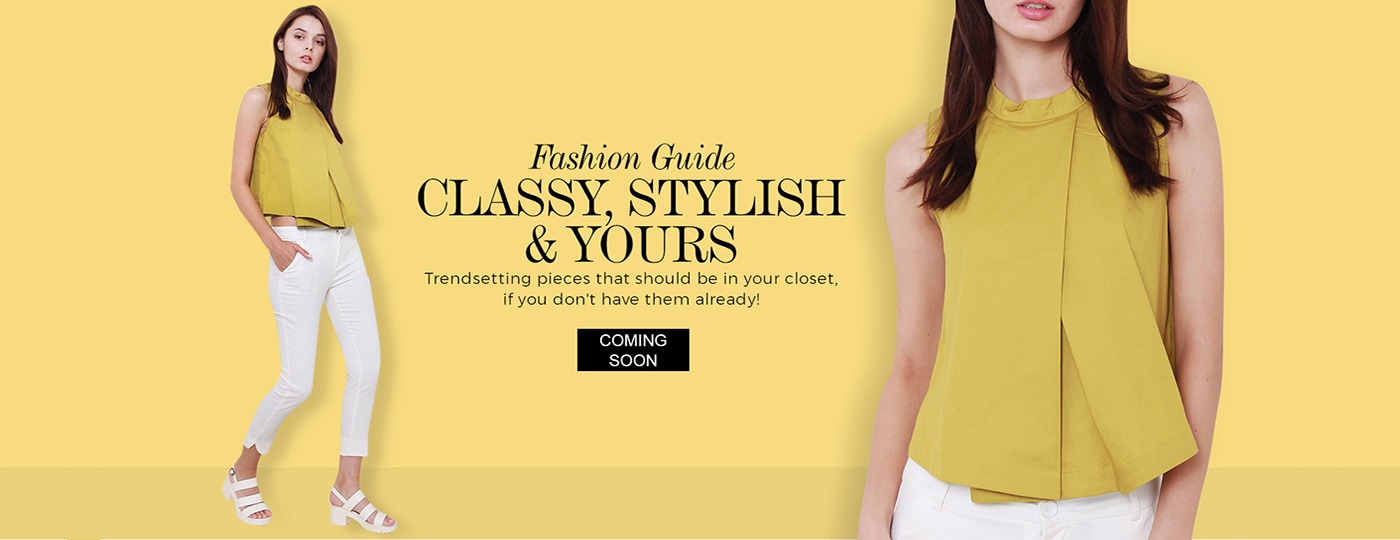 Fashion Guide
CLASSY, STYLISH
& YOURS
Trendsetting pieces that should be in your closet,
if you don't have them already!
COMING
SOON